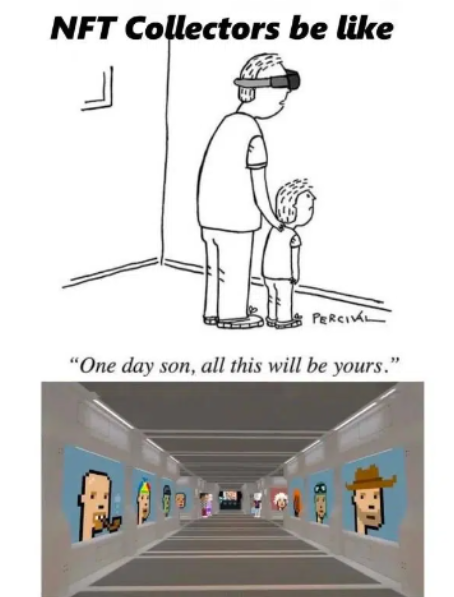 NFT Collectors be like
PERCIVAL
“One day son, all this will be yours.”